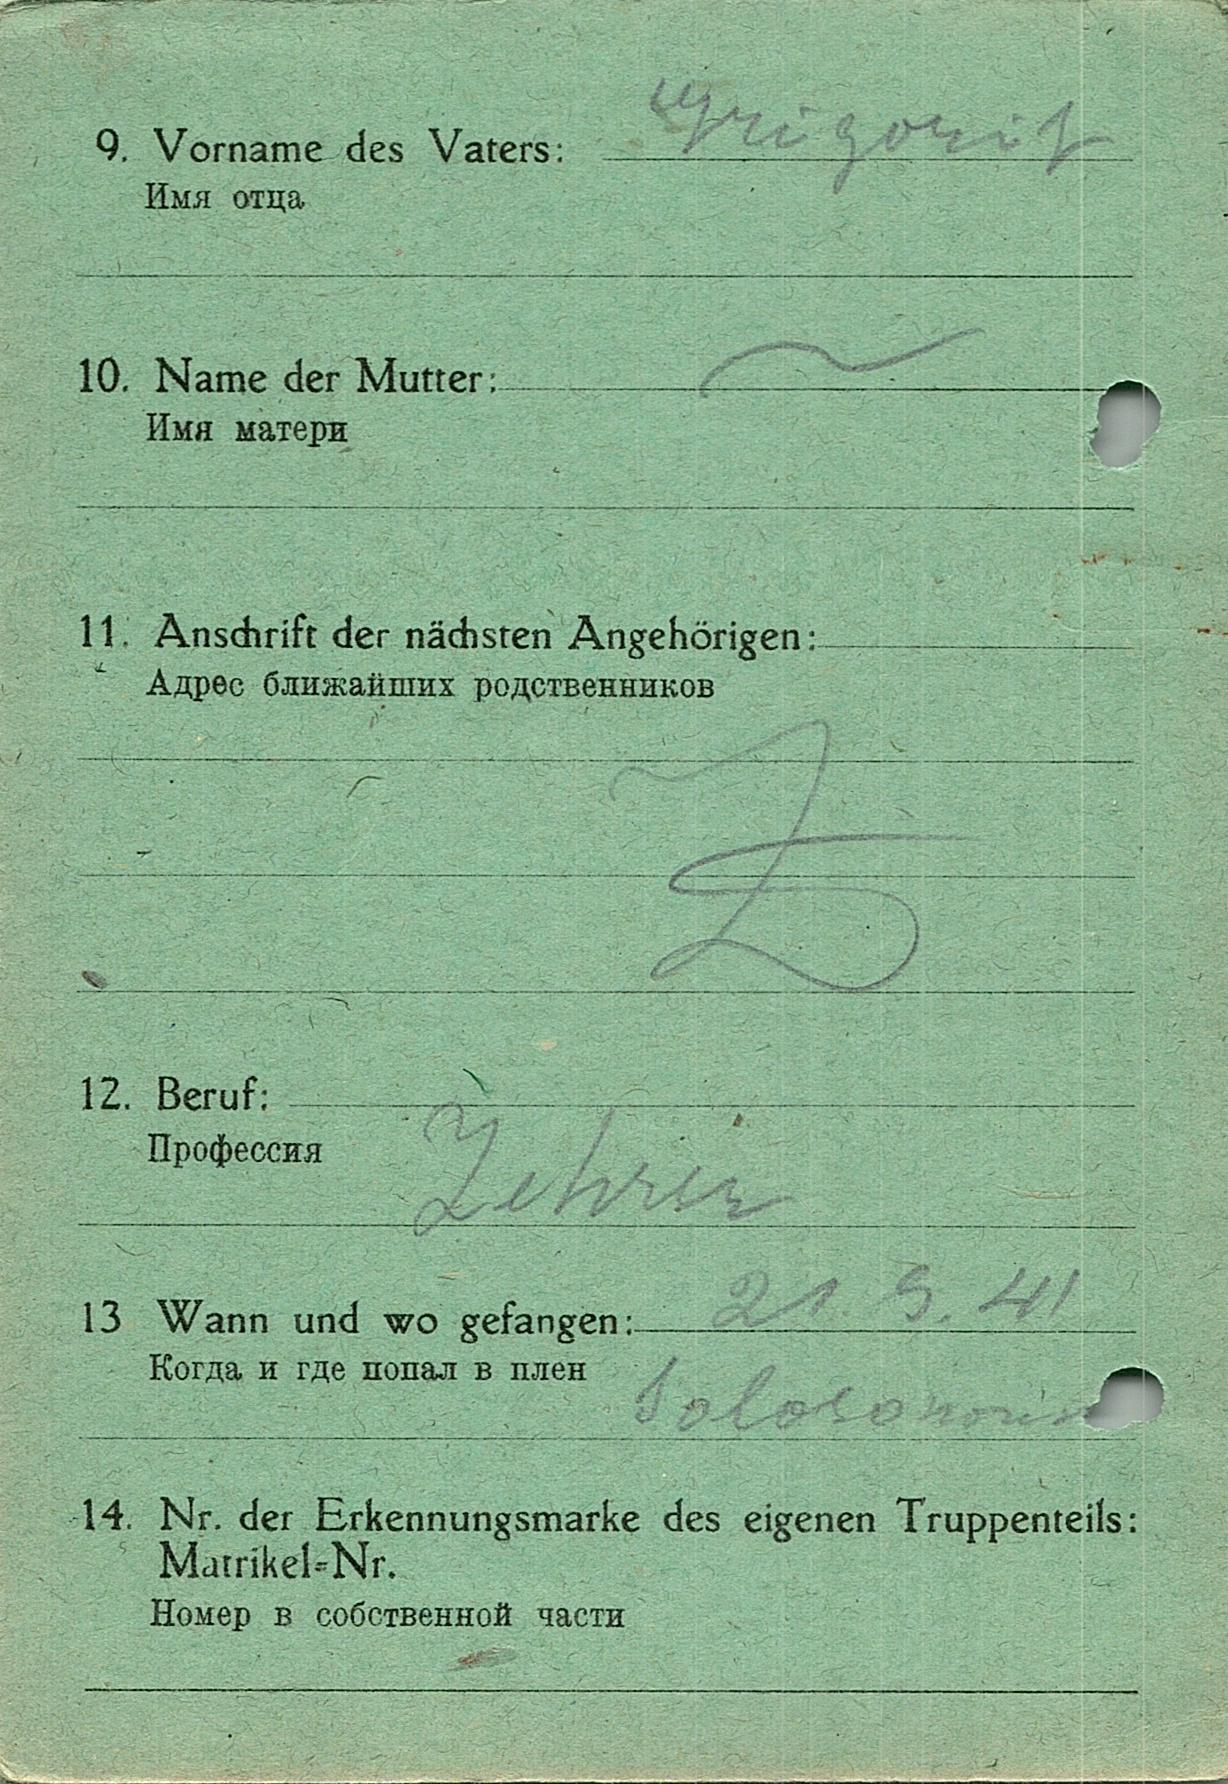 9. Vorname des Vaters: Grigorij
Имя отца
10. Name der Mutter:
Имя матери
11. Anschrift der nächsten Angehörigen:
Адрес ближайших родственников
12. Beruf:
Профессия
Lehrer
13 Wann und wo gefangen: 21. 9. 41
Когда и где попал в плен
14. Nr. der Erkennungsmarke des eigenen Truppenteils:
Matrikel=Nr.
Номер в собственной части